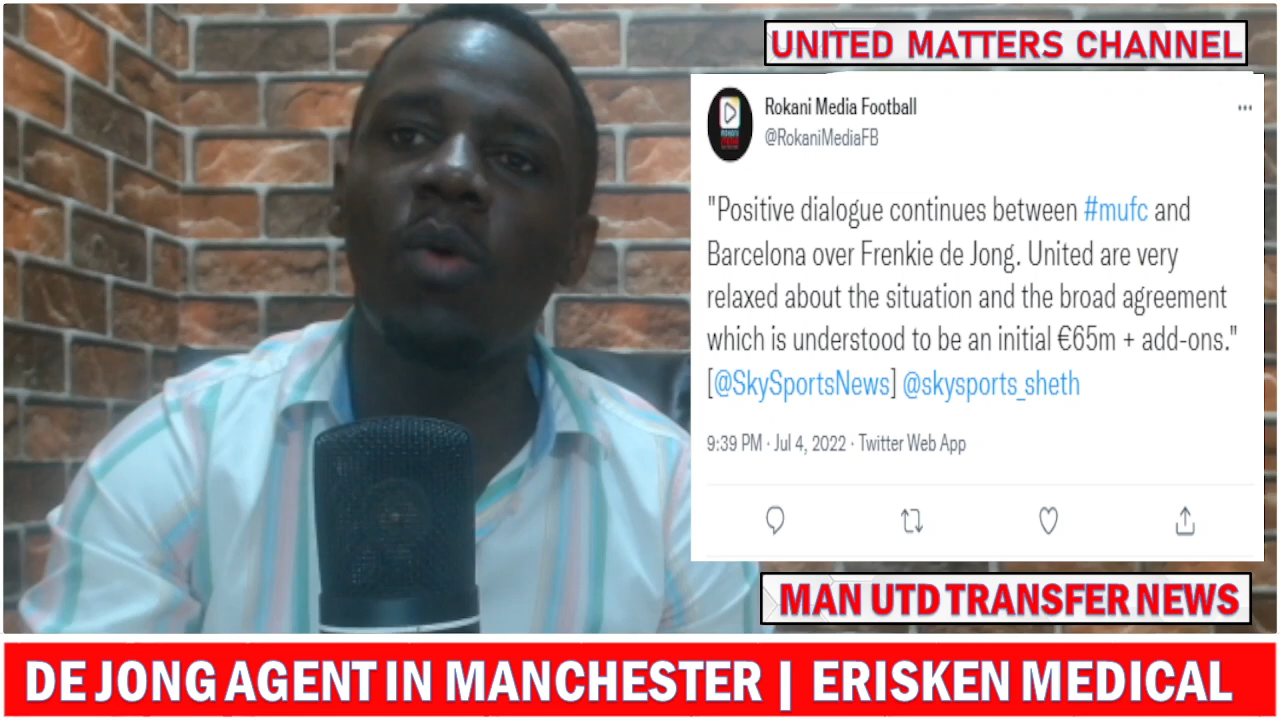 UNITED MATTERS CHANNEL
Rokani Media Football
@RokaniMediaFB
"Positive dialogue continues between #mufc and
Barcelona over Frenkie de Jong. United are very
relaxed about the situation and the broad agreement
which is understood to be an initial €65m + add-ons."
[@SkySportsNews] @skysports_sheth
9:39 PM · Jul 4, 2022 · Twitter Web App
MAN UTD TRANSFER NEWS
DE JONG AGENT IN MANCHESTER | ERISKEN MEDICAL